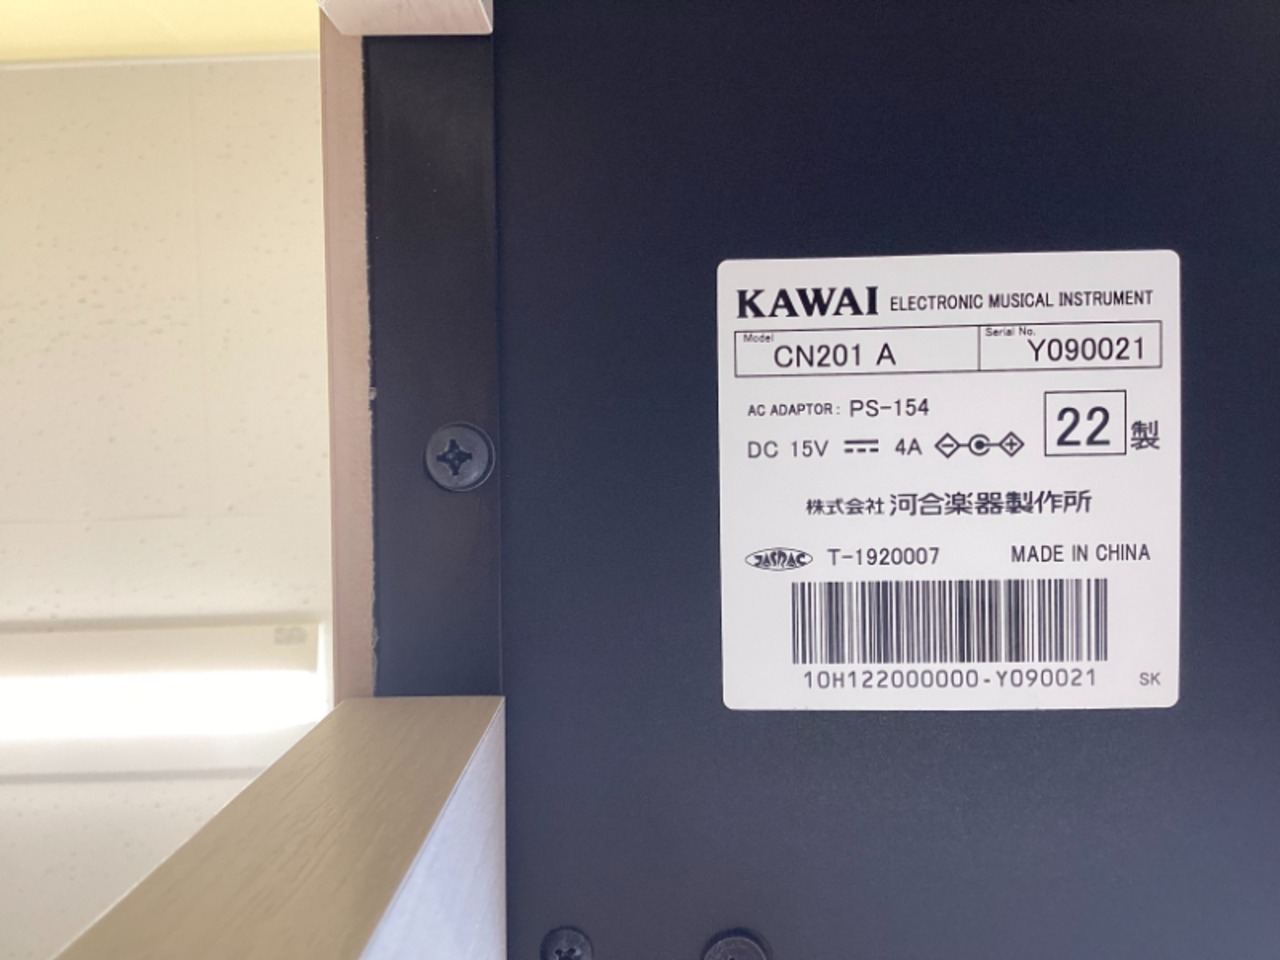 KAWAI ELECTRONIC MUSICAL INSTRUMENT
Model CN201 A Serial No. Y090021
AC ADAPTOR: PS-154
DC 15V 4A 22 製
株式会社 河合楽器製作所
JASRAC T-1920007 MADE IN CHINA
10H122000000-Y090021 SK